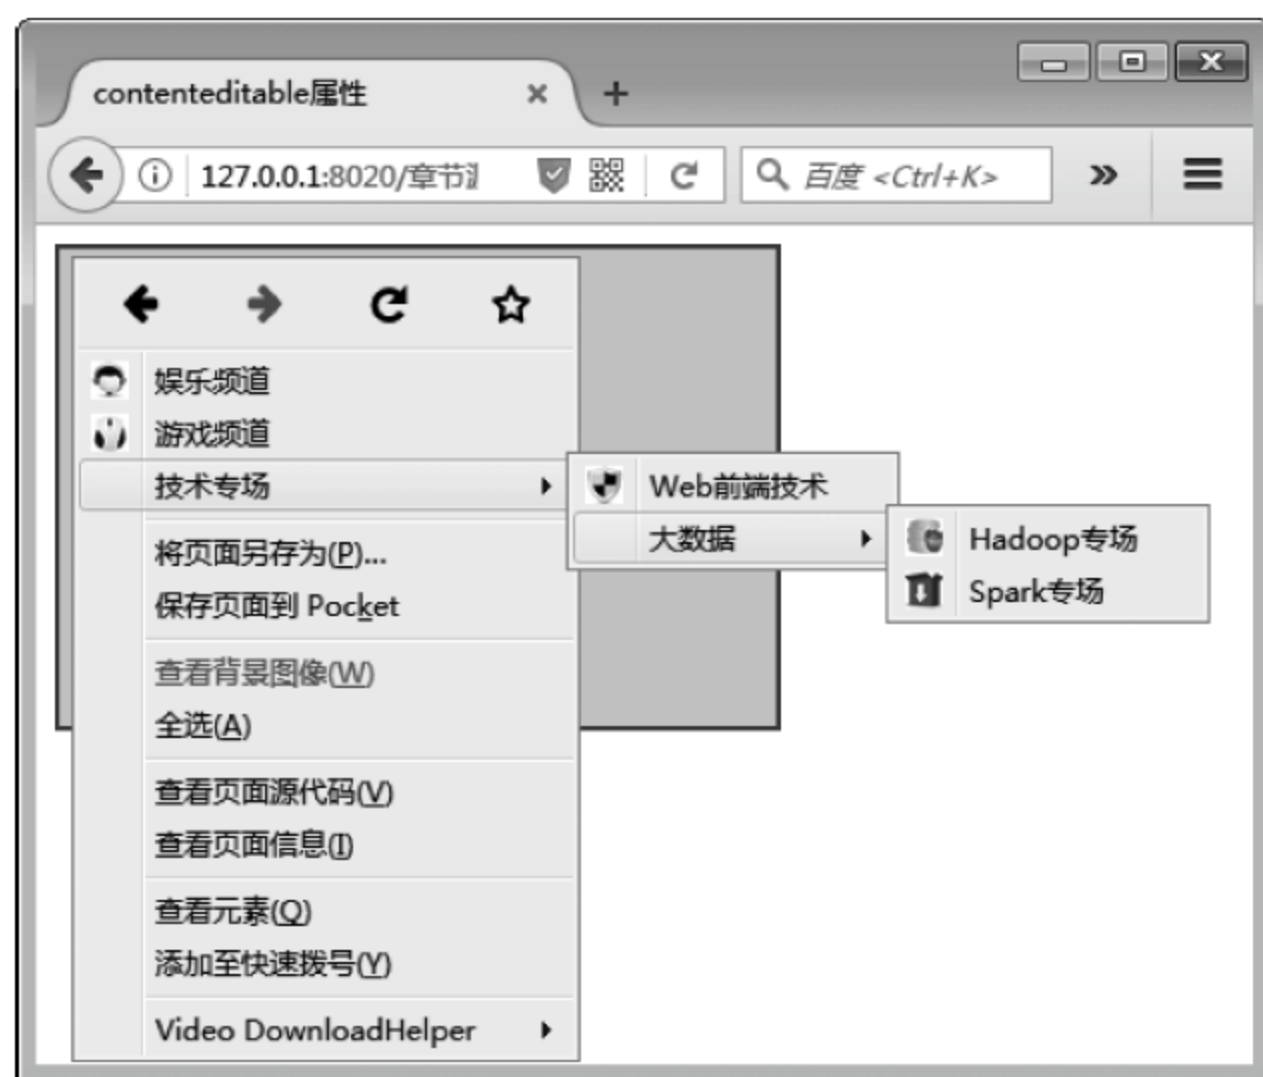 contenteditable属性
127.0.0.1:8020/章节
百度 <Ctrl+K>
娱乐频道
游戏频道
技术专场
Web前端技术
大数据
Hadoop专场
Spark专场
将页面另存为(P)...
保存页面到 Pocket
查看背景图像(W)
全选(A)
查看页面源代码(V)
查看页面信息(I)
查看元素(Q)
添加至快速拨号(Y)
Video DownloadHelper